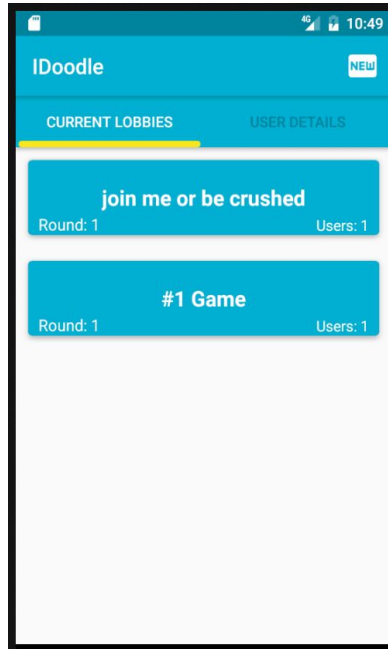 4G 10:49
IDoodle NEW
CURRENT LOBBIES USER DETAILS
join me or be crushed
Round: 1 Users: 1
#1 Game
Round: 1 Users: 1